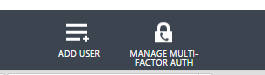 ADD USER
MANAGE MULTI-
FACTOR AUTH